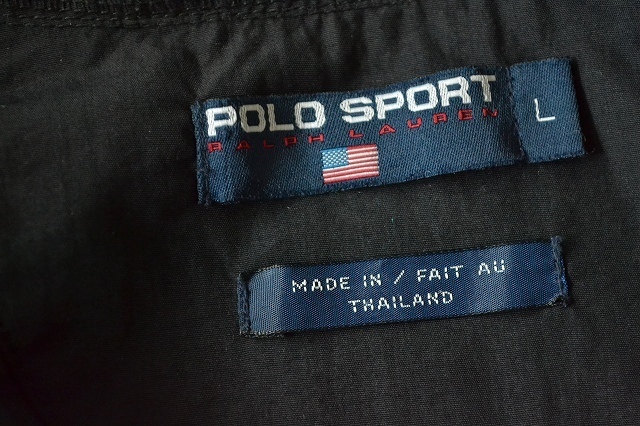 POLO SPORT
RALPH LAUREN
L
MADE IN / FAIT AU
THAILAND